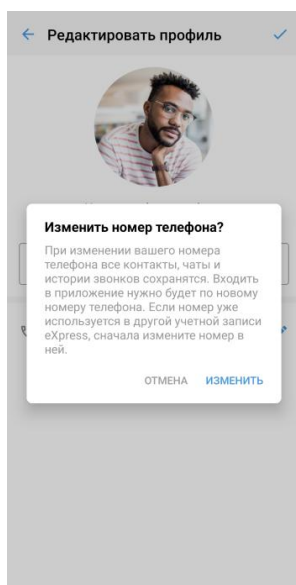 Редактировать профиль
Изменить номер телефона?
При изменении вашего номера
телефона все контакты, чаты и
истории звонков сохранятся. Входить
в приложение нужно будет по новому
номеру телефона. Если номер уже
используется в другой учетной записи
eXpress, сначала измените номер в
ней.
ОТМЕНА ИЗМЕНИТЬ